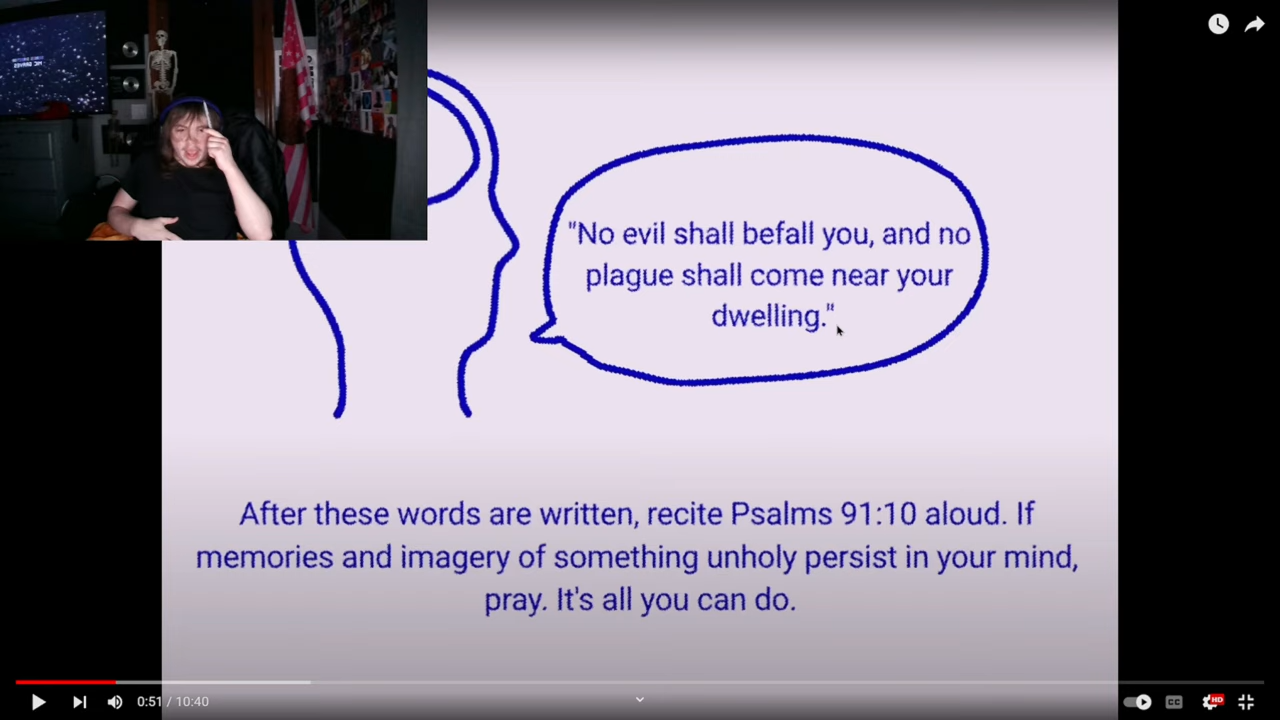 "No evil shall befall you, and no
plague shall come near your
dwelling."
After these words are written, recite Psalms 91:10 aloud. If
memories and imagery of something unholy persist in your mind,
pray. It's all you can do.
0:51 / 10:40
CC
HD